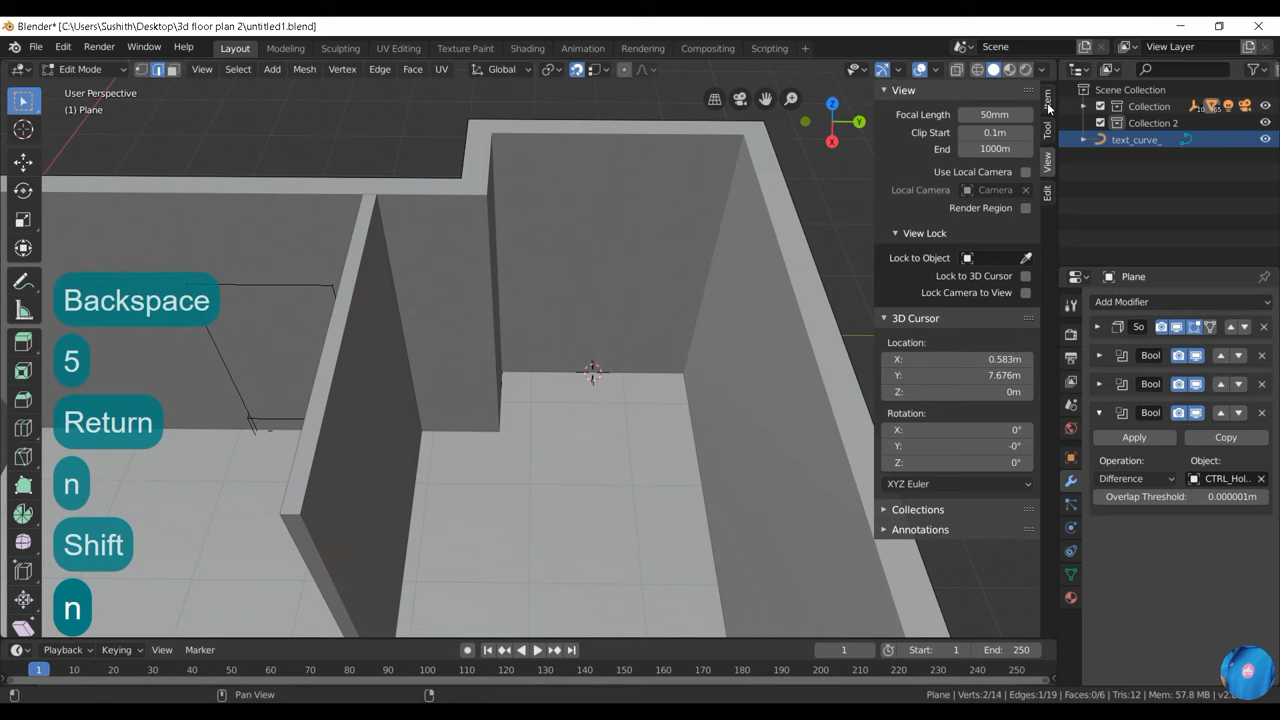 Blender* [C:\Users\Sushith\Desktop\3d floor plan 2\untitled1.blend]
File Edit Render Window Help
Layout Modeling Sculpting UV Editing Texture Paint Shading Animation Rendering Compositing Scripting +
Scene
View Layer
Edit Mode
View Select Add Mesh Vertex Edge Face UV
Global
User Perspective
(1) Plane
Z
Y
X
Backspace
5
Return
n
Shift
n
Item
Tool
View
Edit
View
Focal Length 50mm
Clip Start 0.1m
End 1000m
Use Local Camera
Local Camera Camera
Render Region
View Lock
Lock to Object
Lock to 3D Cursor
Lock Camera to View
3D Cursor
Location:
X: 0.583m
Y: 7.676m
Z: 0m
Rotation:
X: 0°
Y: -0°
Z: 0°
XYZ Euler
Collections
Annotations
Scene Collection
Collection
Collection 2
text_curve_
Plane
Add Modifier
So
Bool
Bool
Bool
Apply Copy
Operation: Object:
Difference CTRL_Hol..
Overlap Threshold: 0.000001m
Playback Keying View Marker
1
Start: 1
End: 250
1 10 20 30 40 50 60 70 80 90 100 110 120 130 140 150 160 170 180 190 200 210 220 230 240 250
Pan View
Plane | Verts:2/14 | Edges:1/19 | Faces:0/6 | Tris:12 | Mem: 57.8 MB